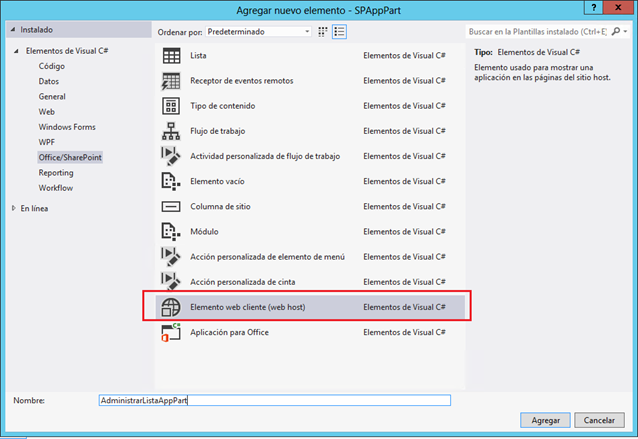 Agregar nuevo elemento - SPAppPart
? x
Instalado
Ordenar por: Predeterminado
Buscar en la Plantillas instalado (Ctrl+E)
Elementos de Visual C#
Código
Datos
General
Web
Windows Forms
WPF
Office/SharePoint
Reporting
Workflow
En línea
Lista Elementos de Visual C#
Receptor de eventos remotos Elementos de Visual C#
Tipo de contenido Elementos de Visual C#
Flujo de trabajo Elementos de Visual C#
Actividad personalizada de flujo de trabajo Elementos de Visual C#
Elemento vacío Elementos de Visual C#
Columna de sitio Elementos de Visual C#
Módulo Elementos de Visual C#
Acción personalizada de elemento de menú Elementos de Visual C#
Acción personalizada de cinta Elementos de Visual C#
Elemento web cliente (web host) Elementos de Visual C#
Aplicación para Office Elementos de Visual C#
Tipo: Elementos de Visual C#
Elemento usado para mostrar una
aplicación en las páginas del sitio host.
Nombre: AdministrarListaAppPart
Agregar Cancelar